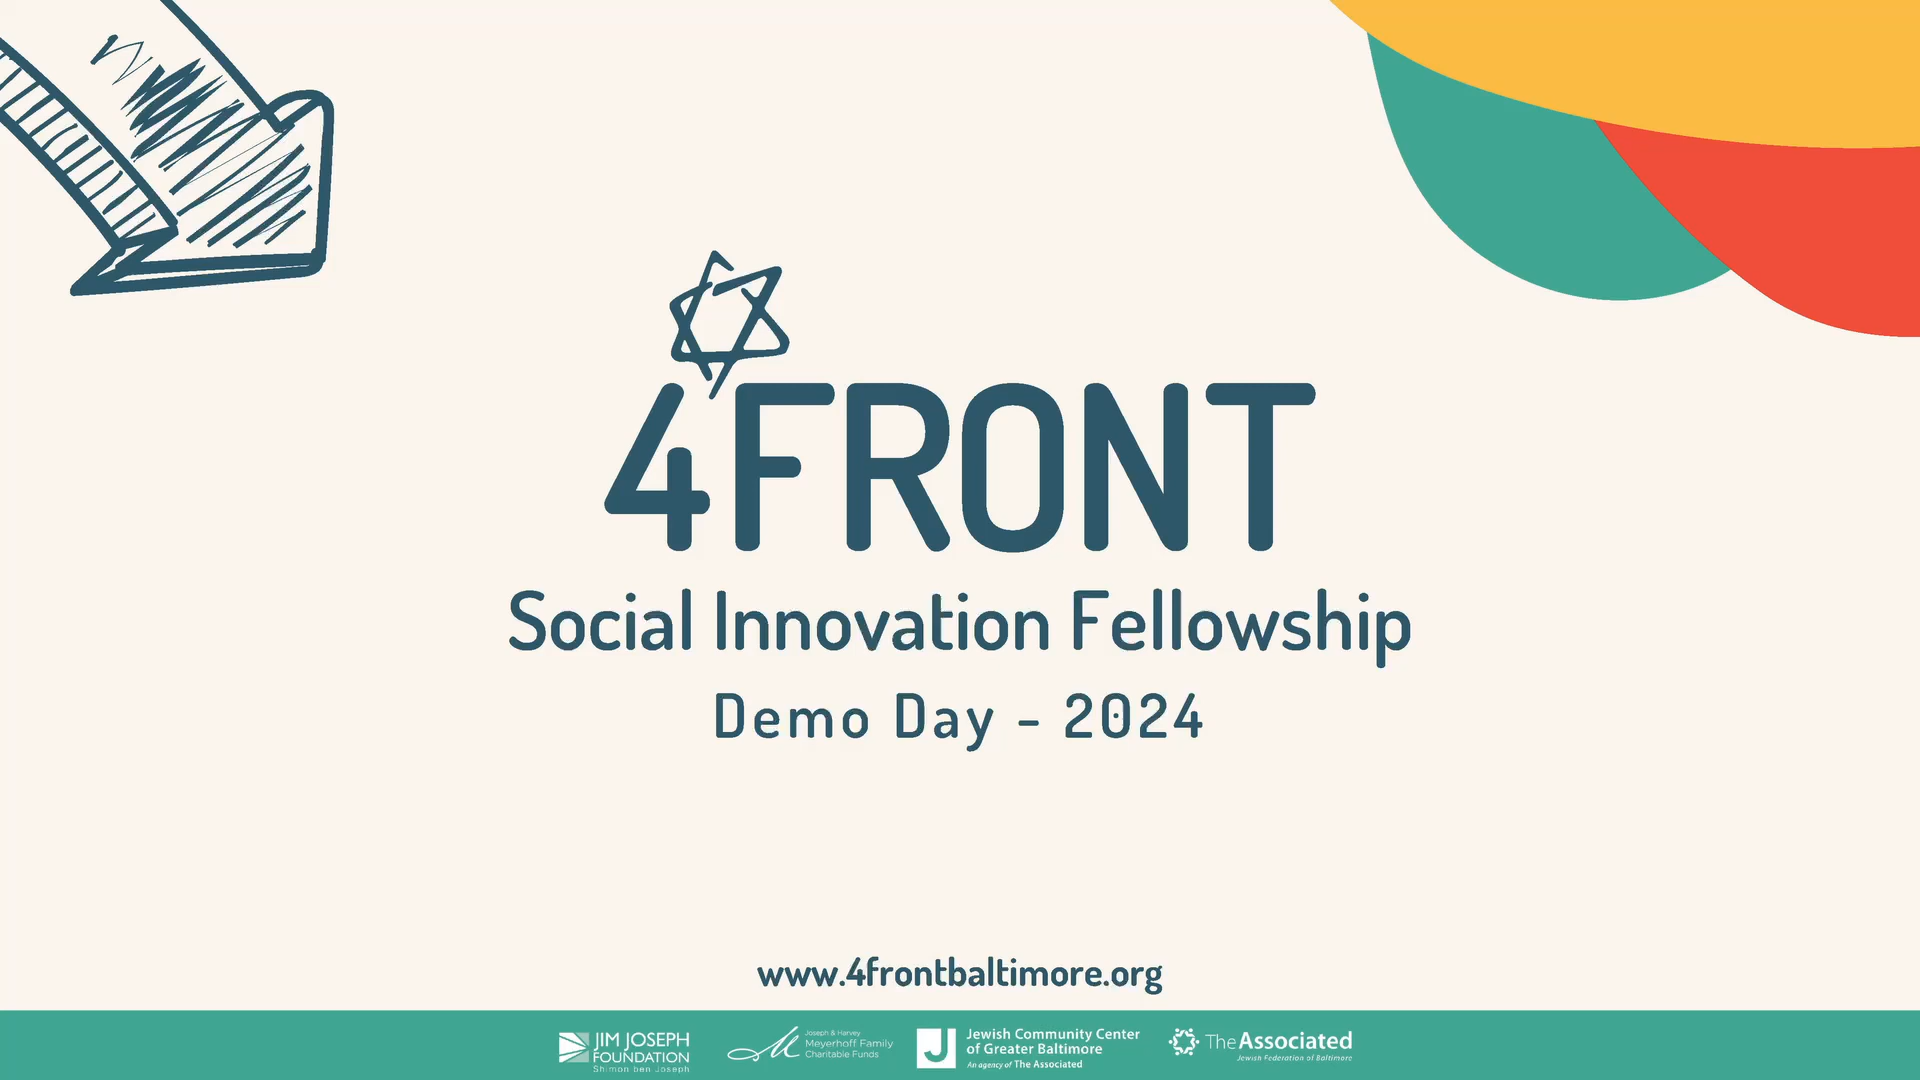 4FRONT
Social Innovation Fellowship
Demo Day - 2024
www.4frontbaltimore.org
JIM JOSEPH
FOUNDATION
Shimon ben Joseph
Joseph & Harvey
Meyerhoff Family
Charitable Funds
Jewish Community Center
of Greater Baltimore
An agency of The Associated
The Associated
Jewish Federation of Baltimore